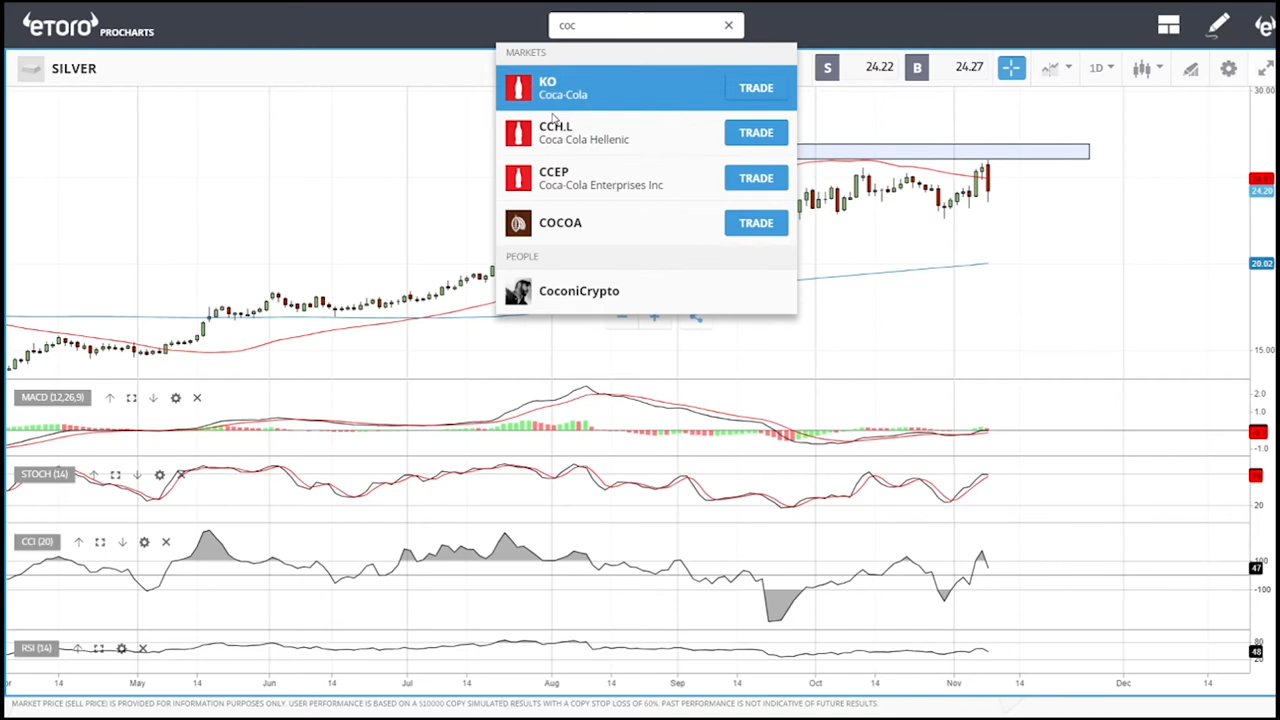 eToro PROCHARTS
coc
SILVER
MARKETS
KO
Coca-Cola
TRADE
CCH.L
Coca Cola Hellenic
TRADE
CCEP
Coca-Cola Enterprises Inc
TRADE
COCOA
TRADE
PEOPLE
CoconiCrypto
S 24.22 B 24.27 1D
30.00
24.20
20.02
15.00
MACD (12,26,9)
2.0
1.0
-1.0
STOCH (14)
20
CCI (20)
100
47
-100
RSI (14)
80
48
20
14 May 14 Jun 14 Jul 14 Aug 14 Sep 14 Oct 14 Nov 14 Dec 14
MARKET PRICE (SELL PRICE) IS PROVIDED FOR INFORMATION PURPOSES ONLY. USER PERFORMANCE IS BASED ON A $10000 COPY SIMULATED RESULTS WITH A COPY STOP LOSS OF 60%. PAST PERFORMANCE IS NOT INDICATIVE OF FUTURE RESULTS.